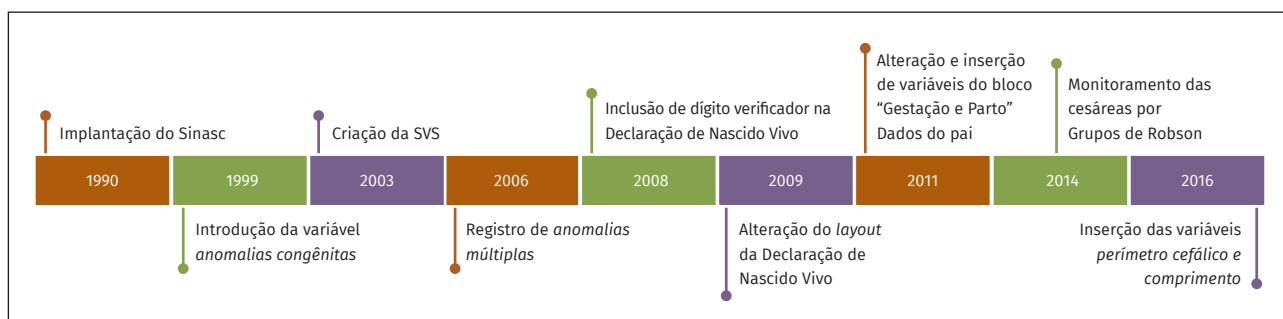 Implantação do Sinasc
Criação da SVS
Inclusão de dígito verificador na
Declaração de Nascido Vivo
Alteração e inserção
de variáveis do bloco
“Gestação e Parto”
Dados do pai
Monitoramento das
cesáreas por
Grupos de Robson
1990
1999
2003
2006
2008
2009
2011
2014
2016
Introdução da variável
anomalias congênitas
Registro de anomalias
múltiplas
Alteração do layout
da Declaração de
Nascido Vivo
Inserção das variáveis
perímetro cefálico e
comprimento